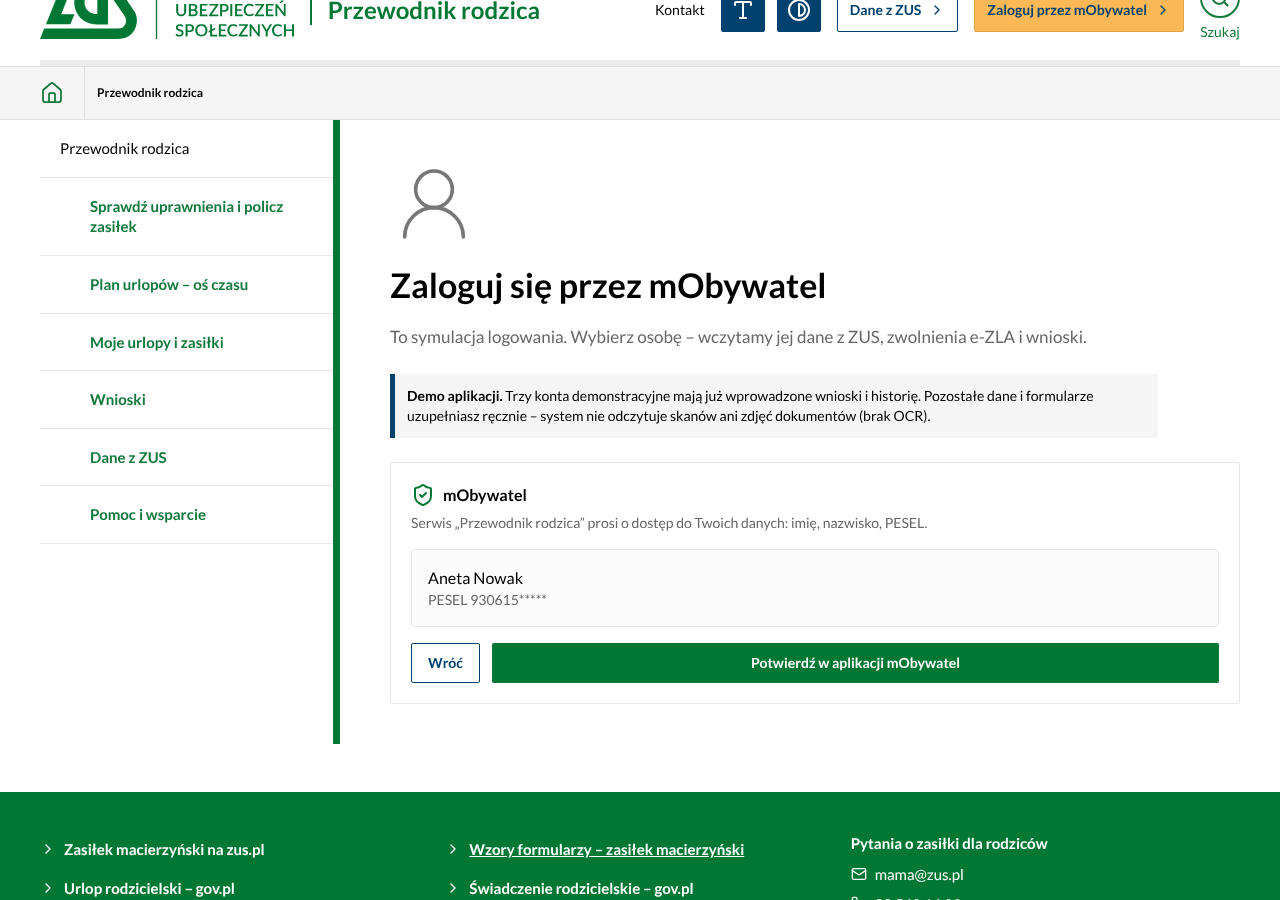 UBEZPIECZEŃ
SPOŁECZNYCH
Przewodnik rodzica
Kontakt
Dane z ZUS
Zaloguj przez mObywatel
Szukaj
Przewodnik rodzica
Przewodnik rodzica
Sprawdź uprawnienia i policz
zasiłek
Plan urlopów – oś czasu
Moje urlopy i zasiłki
Wnioski
Dane z ZUS
Pomoc i wsparcie
Zaloguj się przez mObywatel
To symulacja logowania. Wybierz osobę – wczytamy jej dane z ZUS, zwolnienia e-ZLA i wnioski.
Demo aplikacji. Trzy konta demonstracyjne mają już wprowadzone wnioski i historię. Pozostałe dane i formularze
uzupełniasz ręcznie – system nie odczytuje skanów ani zdjęć dokumentów (brak OCR).
mObywatel
Serwis „Przewodnik rodzica” prosi o dostęp do Twoich danych: imię, nazwisko, PESEL.
Aneta Nowak
PESEL 930615*****
Wróć
Potwierdź w aplikacji mObywatel
Zasiłek macierzyński na zus.pl
Urlop rodzicielski – gov.pl
Wzory formularzy – zasiłek macierzyński
Świadczenie rodzicielskie – gov.pl
Pytania o zasiłki dla rodziców
mama@zus.pl